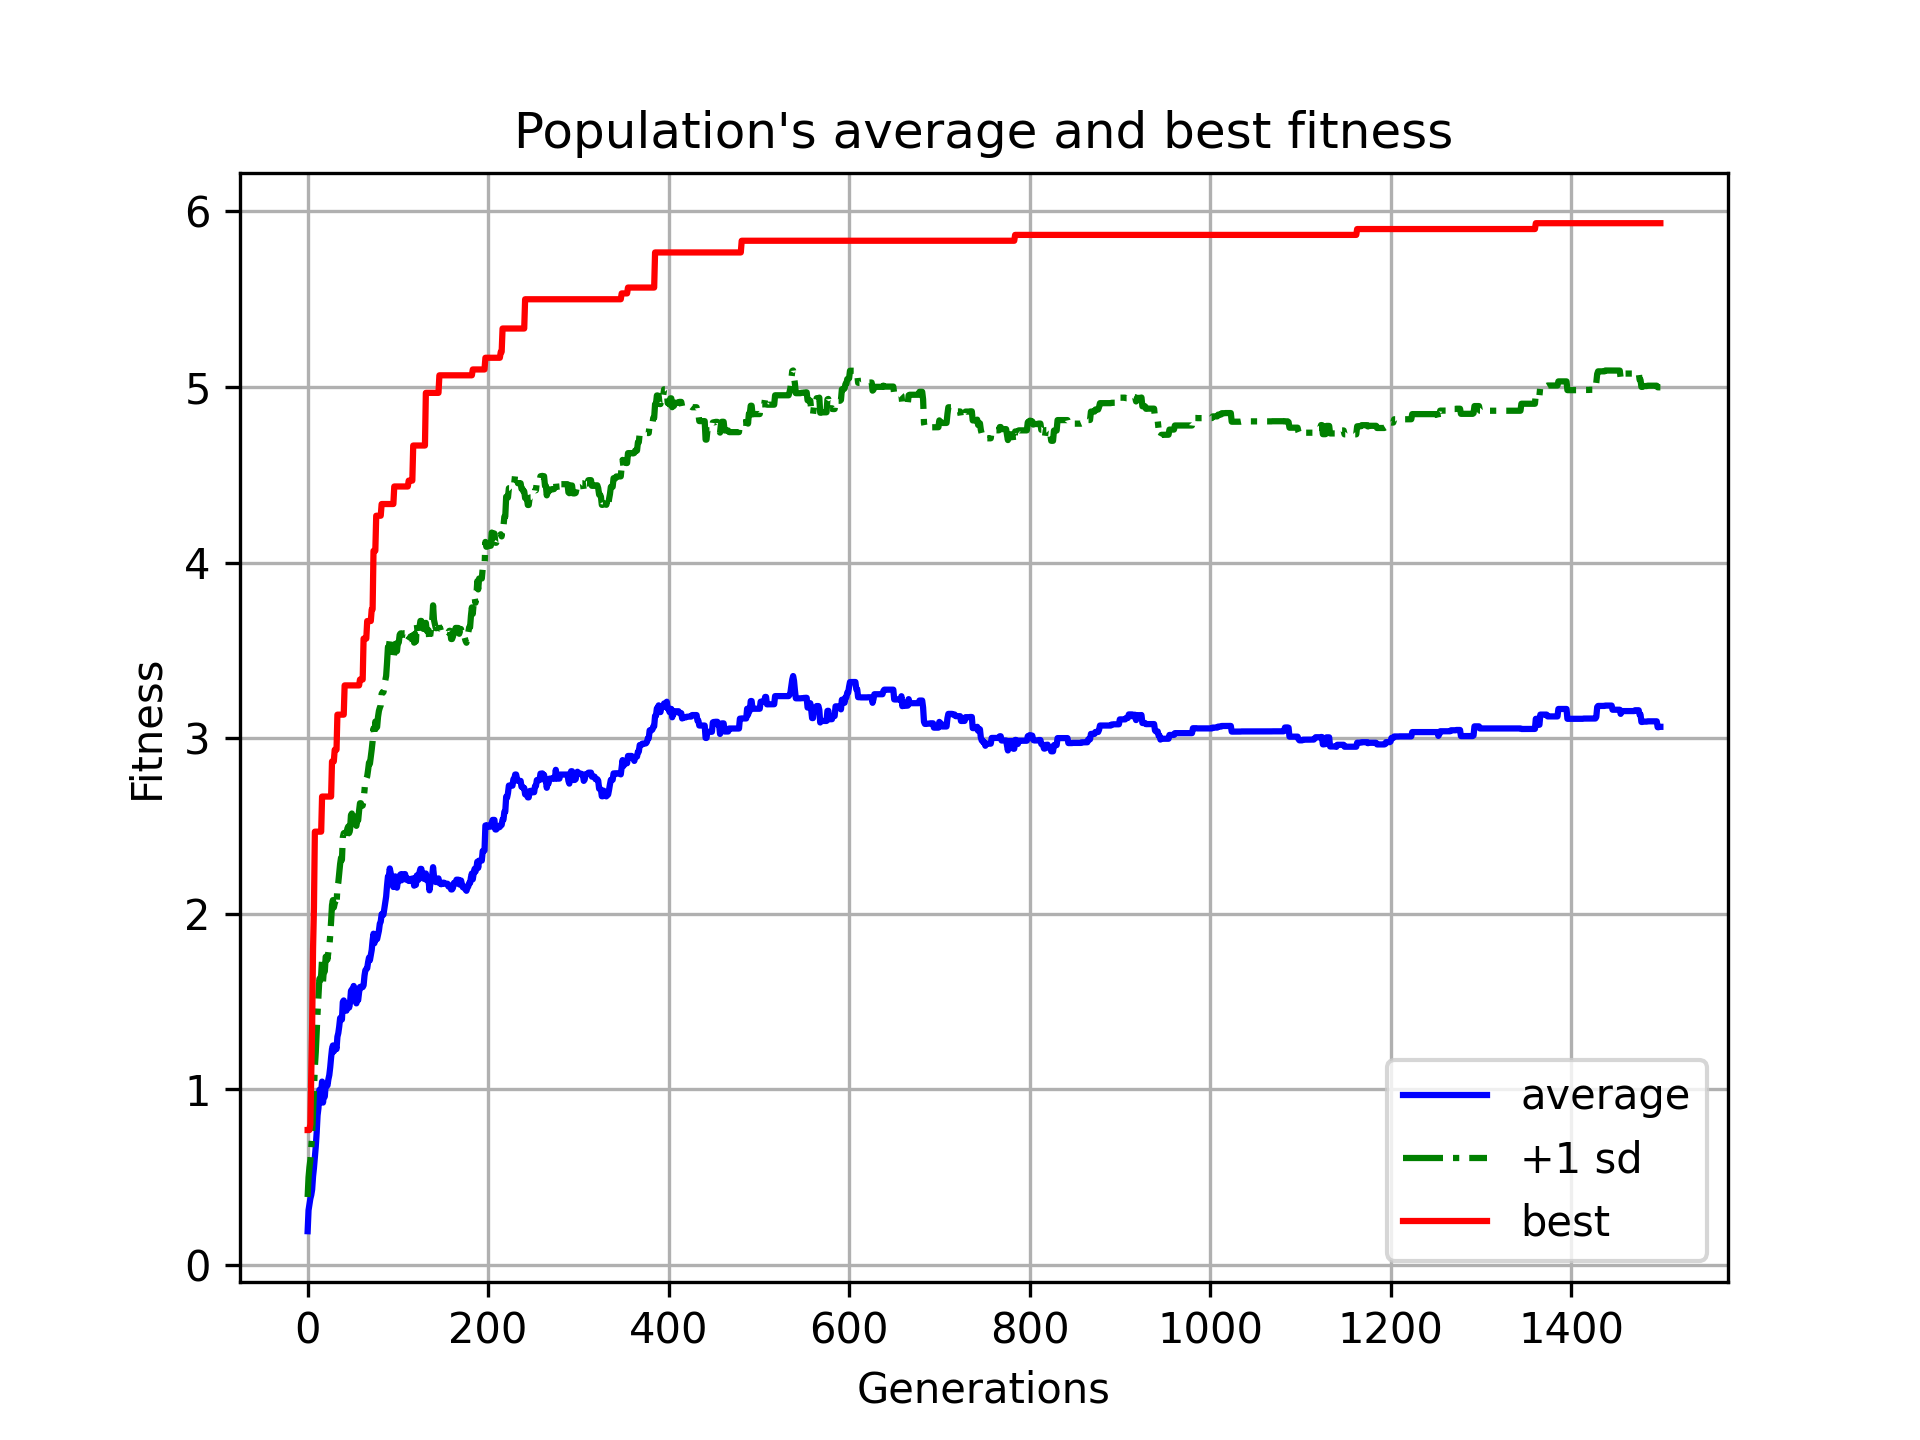 Population's average and best fitness
Fitness
6
5
4
3
2
1
0
0 200 400 600 800 1000 1200 1400
Generations
average
+1 sd
best